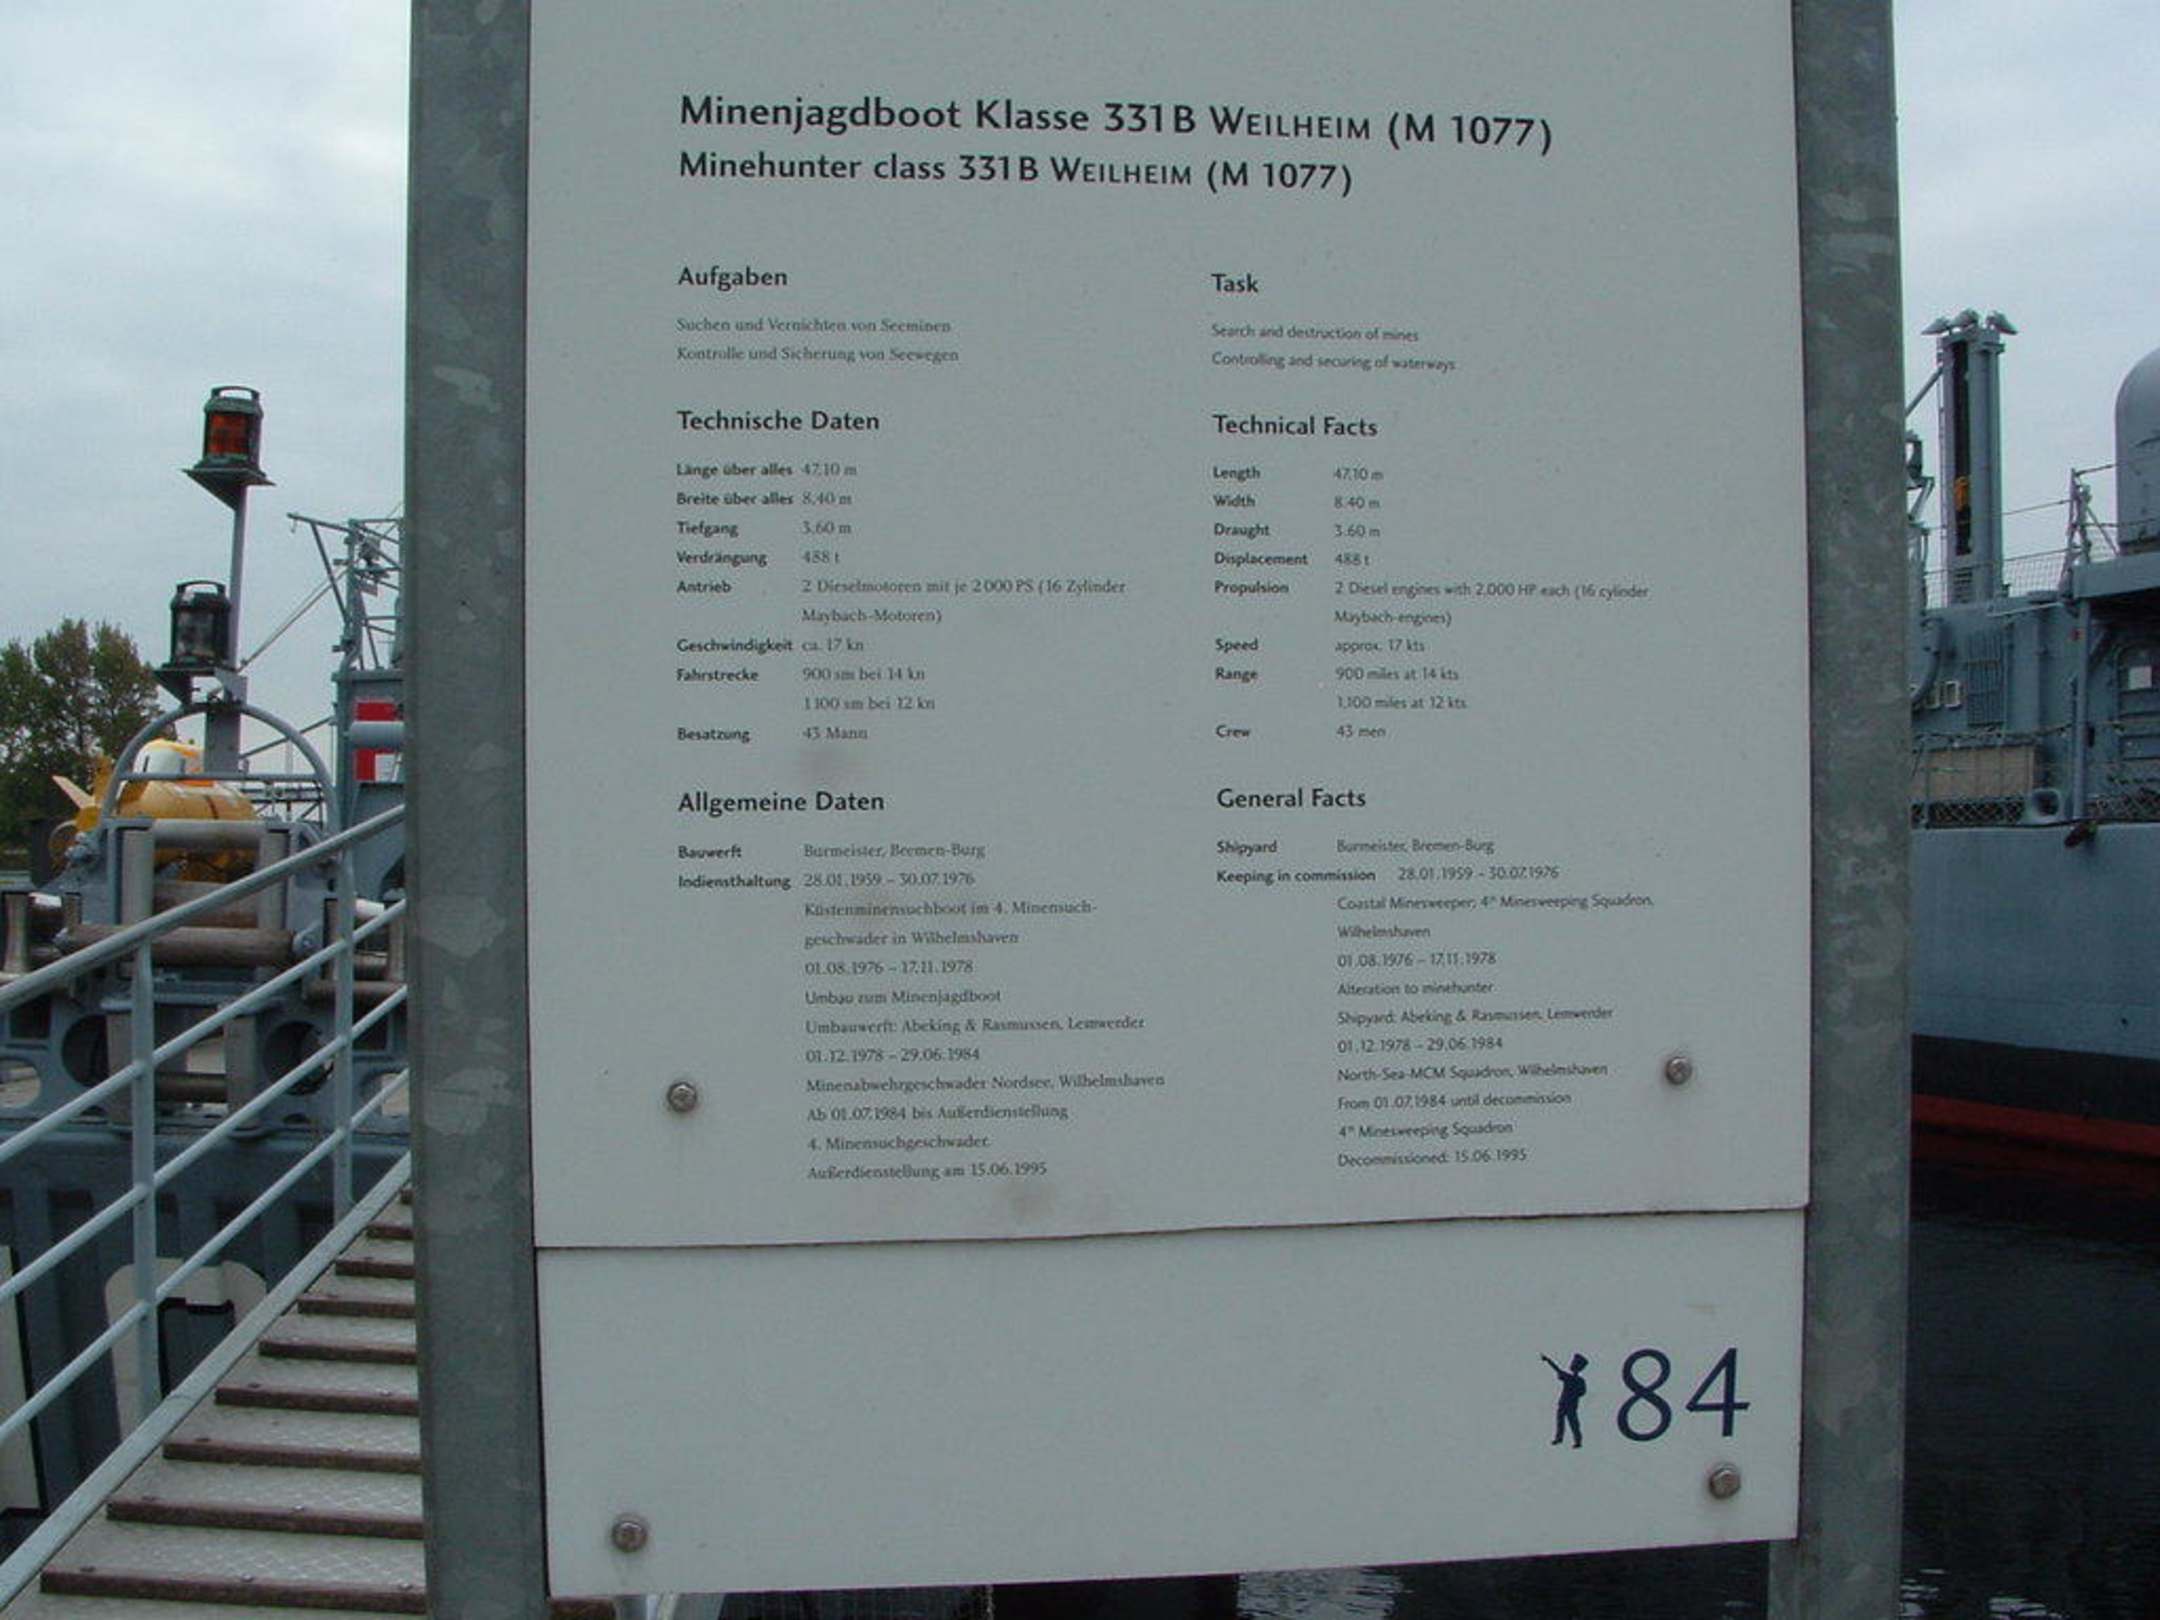 Minenjagdboot Klasse 331B WEILHEIM (M 1077)
Minehunter class 331B WEILHEIM (M 1077)
Aufgaben
Suchen und Vernichten von Seeminen
Kontrolle und Sicherung von Seewegen
Technische Daten
Länge über alles 47,10 m
Breite über alles 8,40 m
Tiefgang 3,60 m
Verdrängung 488 t
Antrieb 2 Dieselmotoren mit je 2 000 PS (16 Zylinder
Maybach-Motoren)
Geschwindigkeit ca. 17 kn
Fahrstrecke 900 sm bei 14 kn
1 100 sm bei 12 kn
Besatzung 43 Mann
Allgemeine Daten
Bauwerft Burmeister, Bremen-Burg
Indiensthaltung 28.01.1959 – 30.07.1976
Küstenminensuchboot im 4. Minensuch-
geschwader in Wilhelmshaven
01.08.1976 – 17.11.1978
Umbau zum Minenjagdboot
Umbauwerft: Abeking & Rasmussen, Lemwerder
01.12.1978 – 29.06.1984
Minenabwehrgeschwader Nordsee, Wilhelmshaven
Ab 01.07.1984 bis Außerdienstellung
4. Minensuchgeschwader.
Außerdienstellung am 15.06.1995
Task
Search and destruction of mines
Controlling and securing of waterways
Technical Facts
Length 47.10 m
Width 8.40 m
Draught 3.60 m
Displacement 488 t
Propulsion 2 Diesel engines with 2,000 HP each (16 cylinder
Maybach-engines)
Speed approx. 17 kts
Range 900 miles at 14 kts
1,100 miles at 12 kts
Crew 43 men
General Facts
Shipyard Burmeister, Bremen-Burg
Keeping in commission 28.01.1959 – 30.07.1976
Coastal Minesweeper; 4th Minesweeping Squadron,
Wilhelmshaven
01.08.1976 – 17.11.1978
Alteration to minehunter
Shipyard: Abeking & Rasmussen, Lemwerder
01.12.1978 – 29.06.1984
North-Sea-MCM Squadron, Wilhelmshaven
From 01.07.1984 until decommission
4th Minesweeping Squadron
Decommissioned: 15.06.1995
84